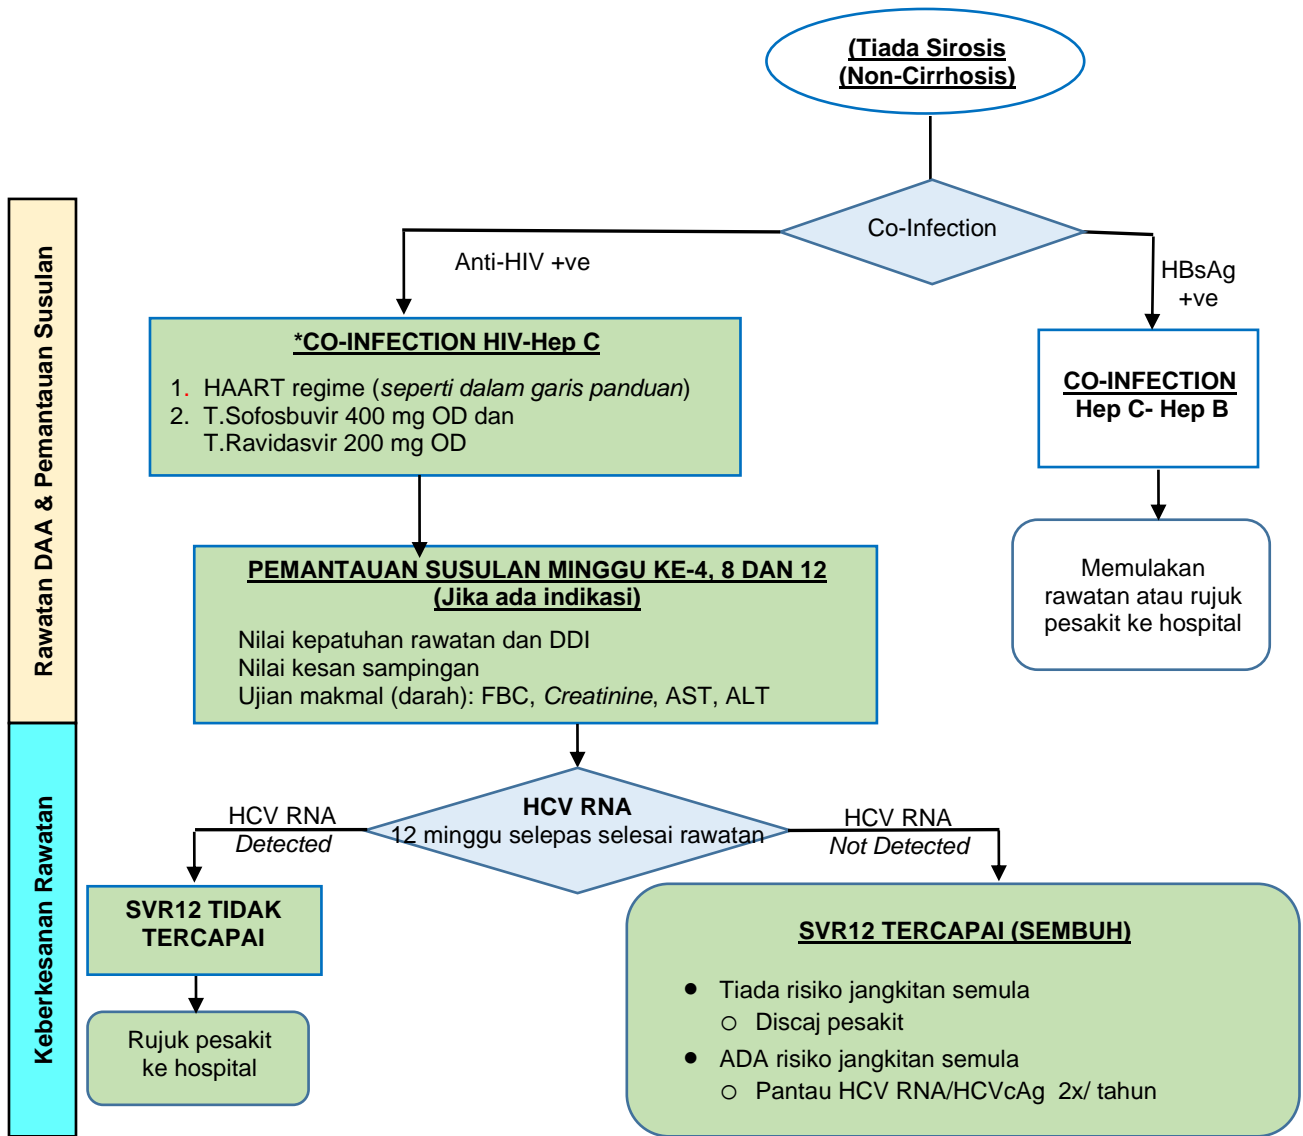 (Tiada Sirosis
(Non-Cirrhosis)
Co-Infection
Anti-HIV +ve
HBsAg
+ve
Rawatan DAA & Pemantauan Susulan
*CO-INFECTION HIV-Hep C
1. HAART regime (seperti dalam garis panduan)
2. T.Sofosbuvir 400 mg OD dan
T.Ravidasvir 200 mg OD
CO-INFECTION
Hep C- Hep B
Memulakan
rawatan atau rujuk
pesakit ke hospital
PEMANTAUAN SUSULAN MINGGU KE-4, 8 DAN 12
(Jika ada indikasi)
Nilai kepatuhan rawatan dan DDI
Nilai kesan sampingan
Ujian makmal (darah): FBC, Creatinine, AST, ALT
Keberkesanan Rawatan
HCV RNA
12 minggu selepas selesai rawatan
HCV RNA
Detected
HCV RNA
Not Detected
SVR12 TIDAK
TERCAPAI
Rujuk pesakit
ke hospital
SVR12 TERCAPAI (SEMBUH)
● Tiada risiko jangkitan semula
○ Discaj pesakit
● ADA risiko jangkitan semula
○ Pantau HCV RNA/HCVcAg 2x/ tahun